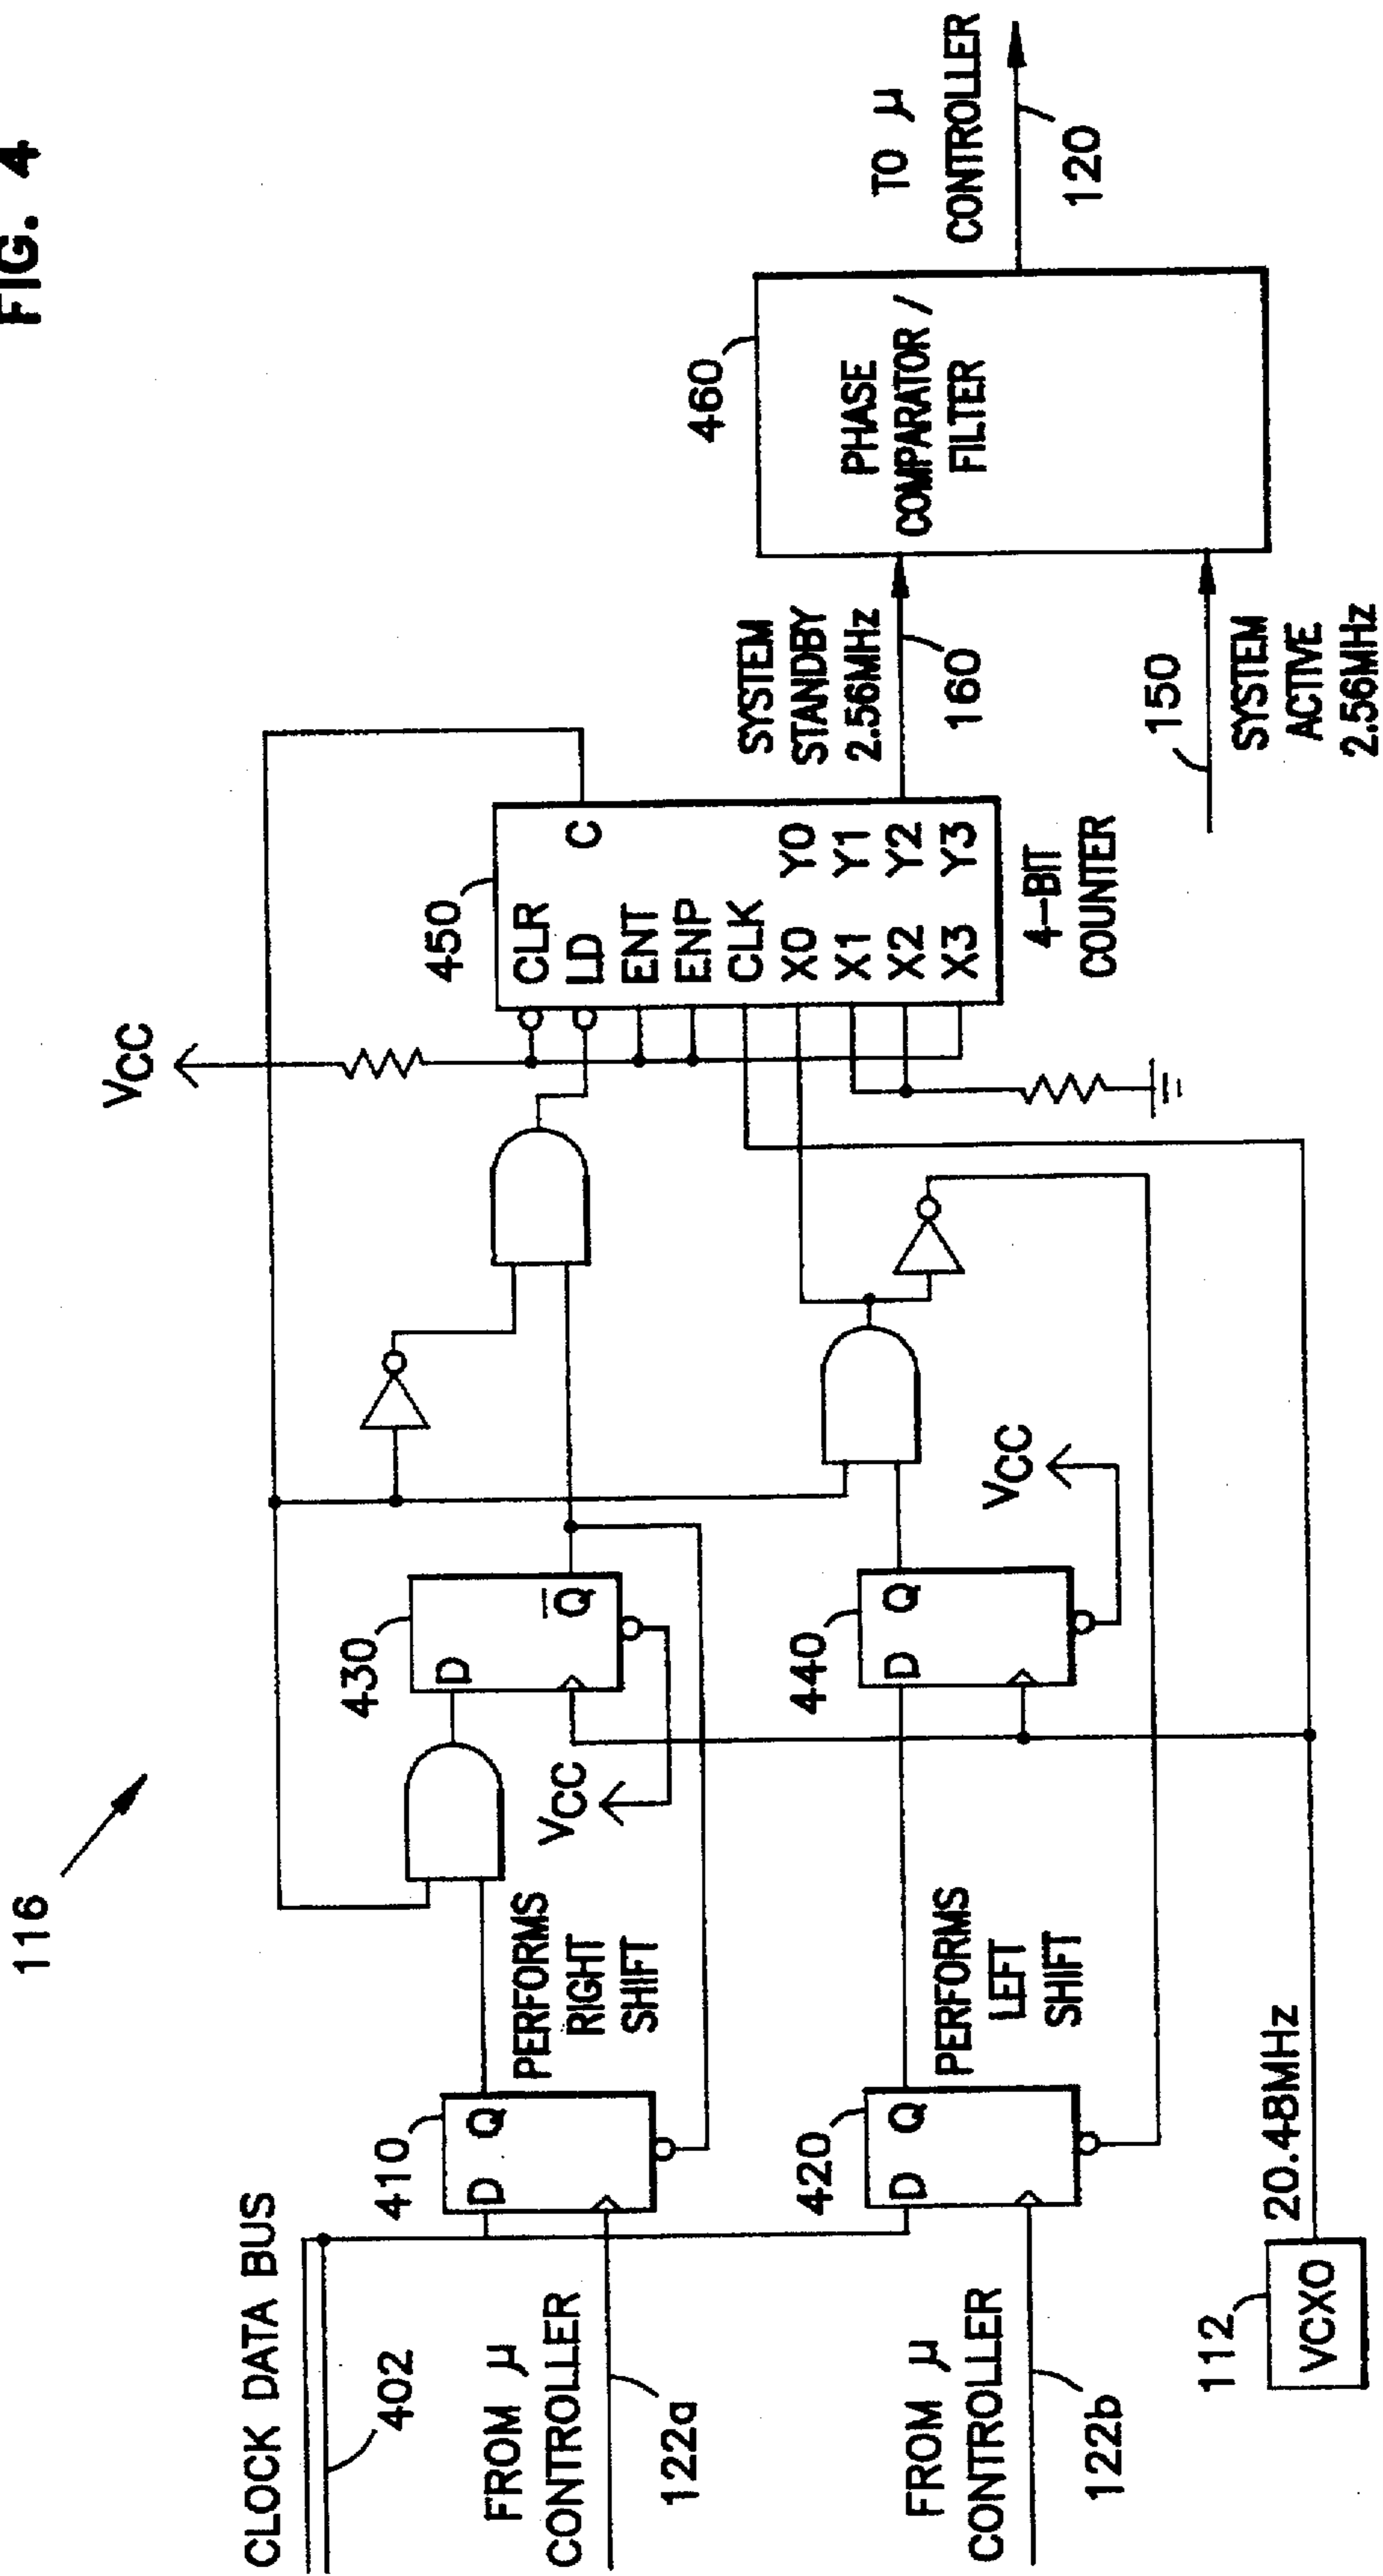 FIG. 4
116
CLOCK DATA BUS
402
FROM µ
CONTROLLER
122a
410
D Q
PERFORMS
RIGHT
SHIFT
430
D
Q̅
VCC
FROM µ
CONTROLLER
122b
420
D Q
PERFORMS
LEFT
SHIFT
440
D Q
VCC
112
VCXO
20.48MHz
VCC
450
CLR
LD
ENT
ENP
CLK
X0
X1
X2
X3
C
Y0
Y1
Y2
Y3
4-BIT
COUNTER
SYSTEM
STANDBY
2.56MHz
160
150
SYSTEM
ACTIVE
2.56MHz
460
PHASE
COMPARATOR /
FILTER
TO µ
CONTROLLER
120